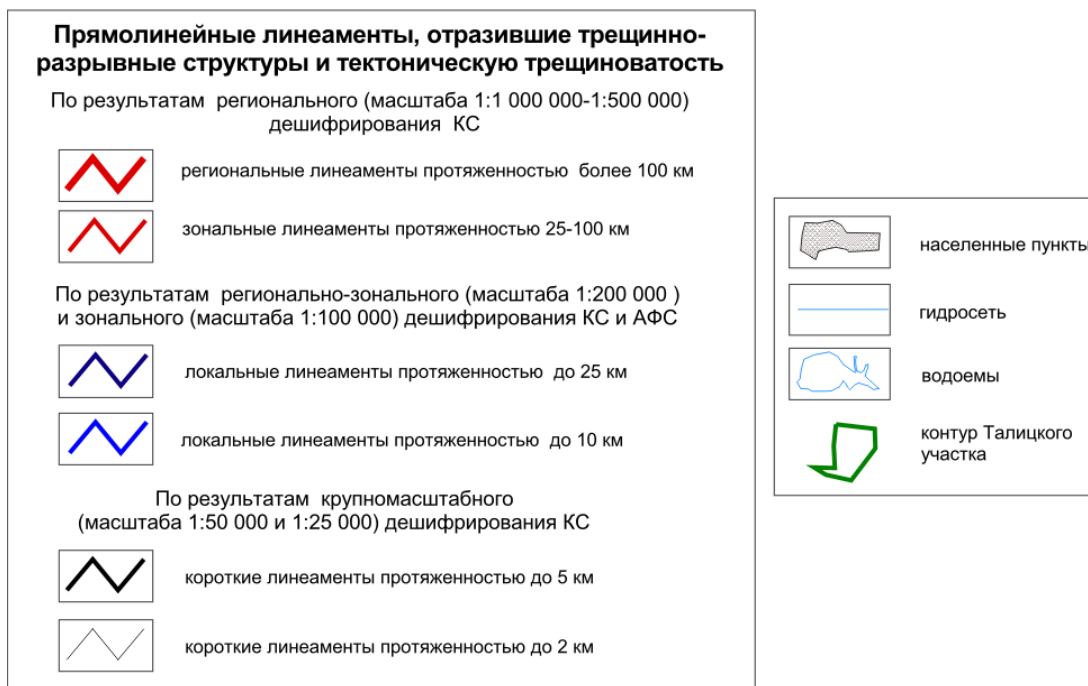 Прямолинейные линеаменты, отразившие трещинно-
разрывные структуры и тектоническую трещиноватость
По результатам регионального (масштаба 1:1 000 000-1:500 000)
дешифрирования КС
региональные линеаменты протяженностью более 100 км
зональные линеаменты протяженностью 25-100 км
По результатам регионально-зонального (масштаба 1:200 000 )
и зонального (масштаба 1:100 000) дешифрирования КС и АФС
локальные линеаменты протяженностью до 25 км
локальные линеаменты протяженностью до 10 км
По результатам крупномасштабного
(масштаба 1:50 000 и 1:25 000) дешифрирования КС
короткие линеаменты протяженностью до 5 км
короткие линеаменты протяженностью до 2 км
населенные пункты
гидросеть
водоемы
контур Талицкого
участка